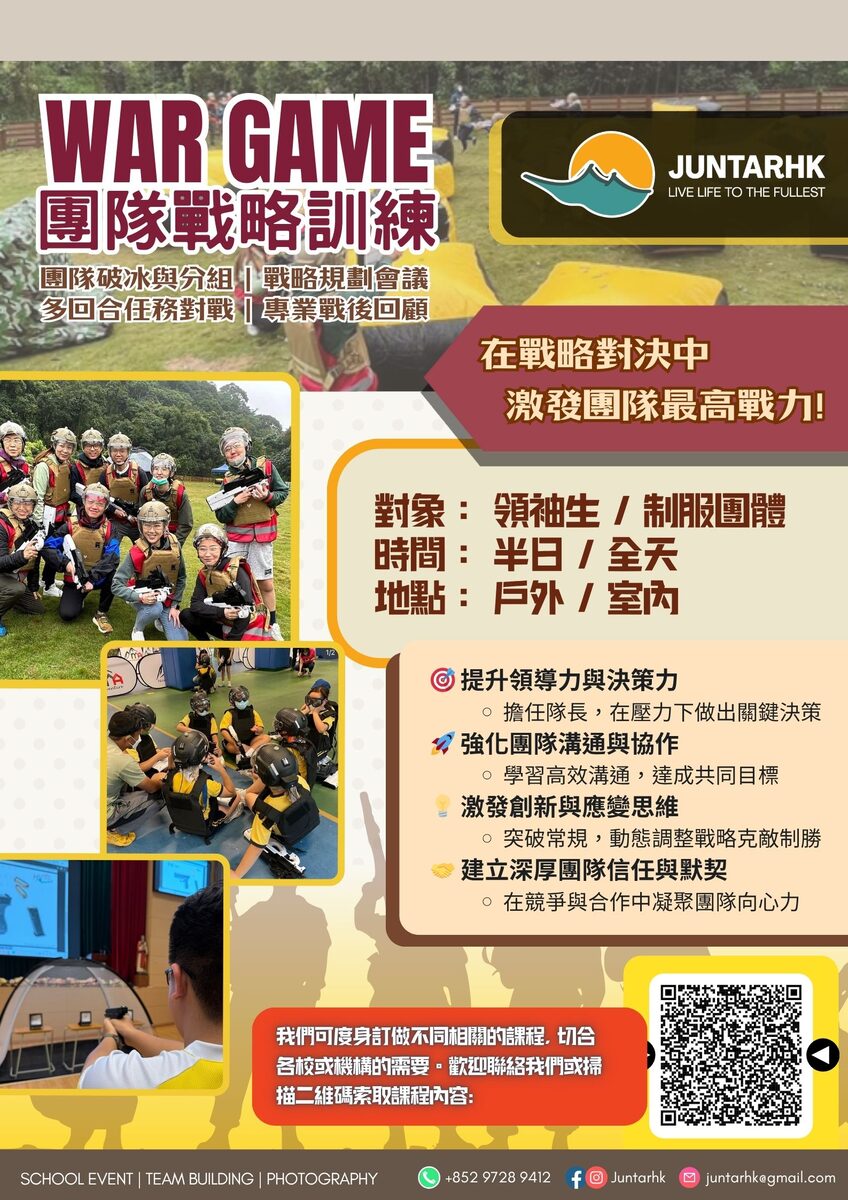 WAR GAME
團隊戰略訓練
團隊破冰與分組 | 戰略規劃會議
多回合任務對戰 | 專業戰後回顧
JUNTARHK
LIVE LIFE TO THE FULLEST
在戰略對決中
激發團隊最高戰力!
對象： 領袖生 / 制服團體
時間： 半日 / 全天
地點： 戶外 / 室內
1/2
🎯 提升領導力與決策力
○ 擔任隊長，在壓力下做出關鍵決策
🚀 強化團隊溝通與協作
○ 學習高效溝通，達成共同目標
💡 激發創新與應變思維
○ 突破常規，動態調整戰略克敵制勝
🤝 建立深厚團隊信任與默契
○ 在競爭與合作中凝聚團隊向心力
我們可度身訂做不同相關的課程, 切合
各校或機構的需要。歡迎聯絡我們或掃
描二維碼索取課程內容:
SCHOOL EVENT | TEAM BUILDING | PHOTOGRAPHY
+852 9728 9412
Juntarhk
juntarhk@gmail.com